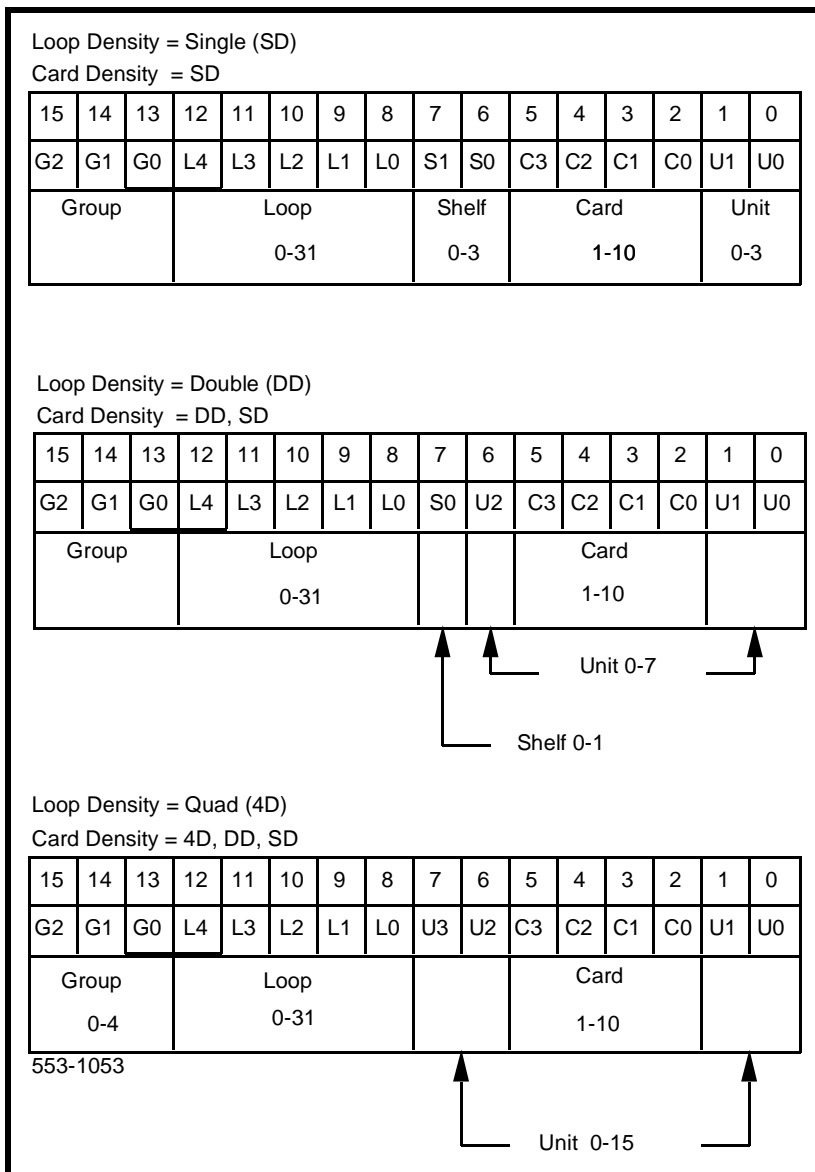 Loop Density = Single (SD)
Card Density = SD
15 14 13 12 11 10 9 8 7 6 5 4 3 2 1 0
G2 G1 G0 L4 L3 L2 L1 L0 S1 S0 C3 C2 C1 C0 U1 U0
Group Loop Shelf Card Unit
0-31 0-3 1-10 0-3
Loop Density = Double (DD)
Card Density = DD, SD
15 14 13 12 11 10 9 8 7 6 5 4 3 2 1 0
G2 G1 G0 L4 L3 L2 L1 L0 S0 U2 C3 C2 C1 C0 U1 U0
Group Loop Card
0-31 1-10
Unit 0-7
Shelf 0-1
Loop Density = Quad (4D)
Card Density = 4D, DD, SD
15 14 13 12 11 10 9 8 7 6 5 4 3 2 1 0
G2 G1 G0 L4 L3 L2 L1 L0 U3 U2 C3 C2 C1 C0 U1 U0
Group Loop Card
0-4 0-31 1-10
553-1053
Unit 0-15